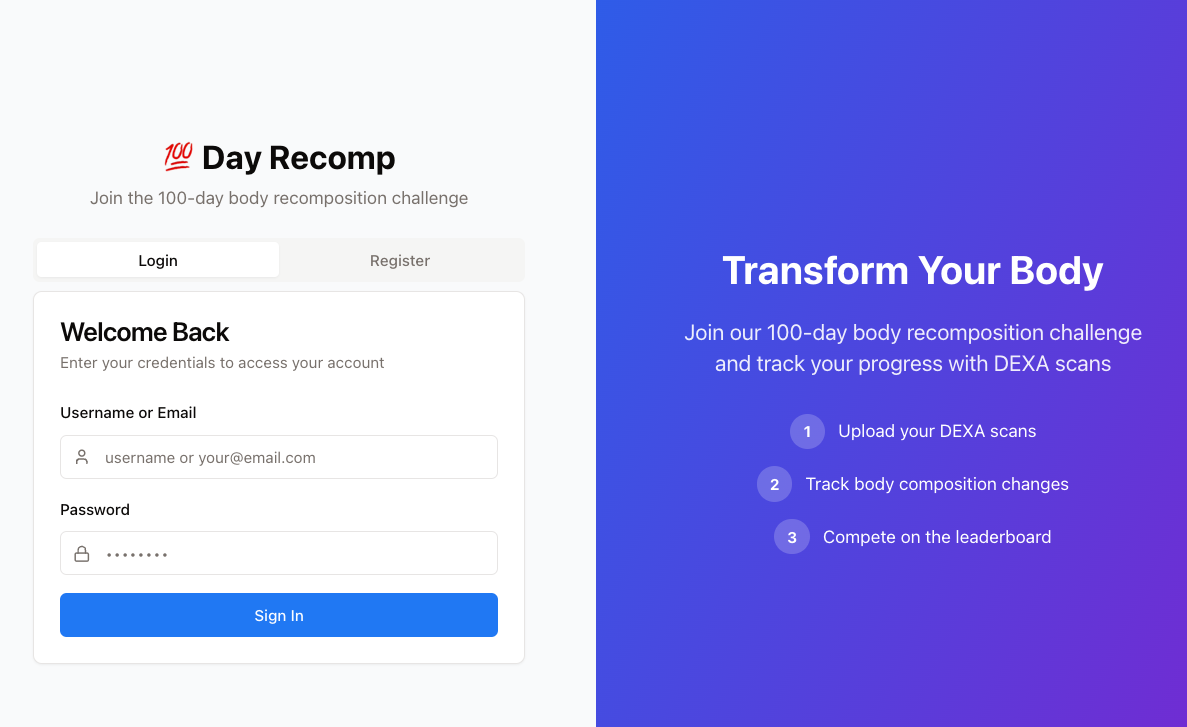 💯 Day Recomp
Join the 100-day body recomposition challenge
Login
Register
Welcome Back
Enter your credentials to access your account
Username or Email
username or your@email.com
Password
••••••••
Sign In
Transform Your Body
Join our 100-day body recomposition challenge
and track your progress with DEXA scans
1 Upload your DEXA scans
2 Track body composition changes
3 Compete on the leaderboard